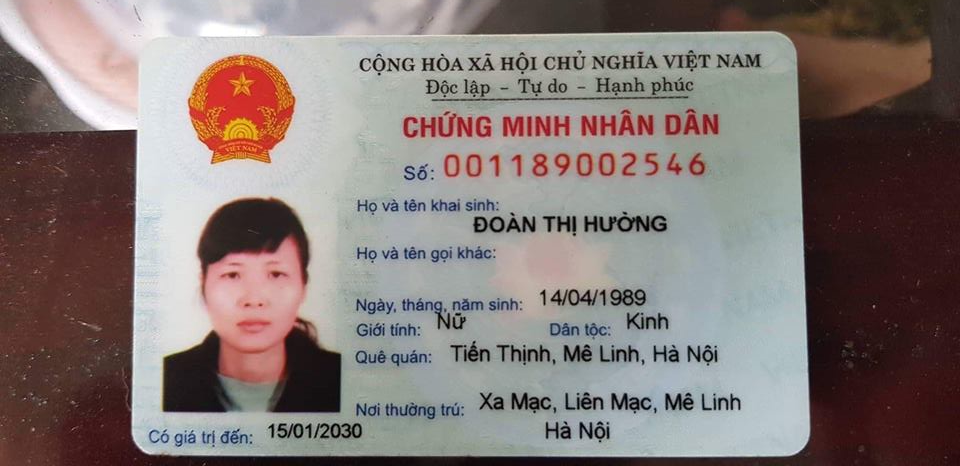 CỘNG HÒA XÃ HỘI CHỦ NGHĨA VIỆT NAM
Độc lập - Tự do - Hạnh phúc
CHỨNG MINH NHÂN DÂN
Số: 001189002546
Họ và tên khai sinh:
ĐOÀN THỊ HƯỜNG
Họ và tên gọi khác:
Ngày, tháng, năm sinh: 14/04/1989
Giới tính: Nữ Dân tộc: Kinh
Quê quán: Tiến Thịnh, Mê Linh, Hà Nội
Nơi thường trú: Xa Mạc, Liên Mạc, Mê Linh
Hà Nội
Có giá trị đến: 15/01/2030
VIỆT NAM